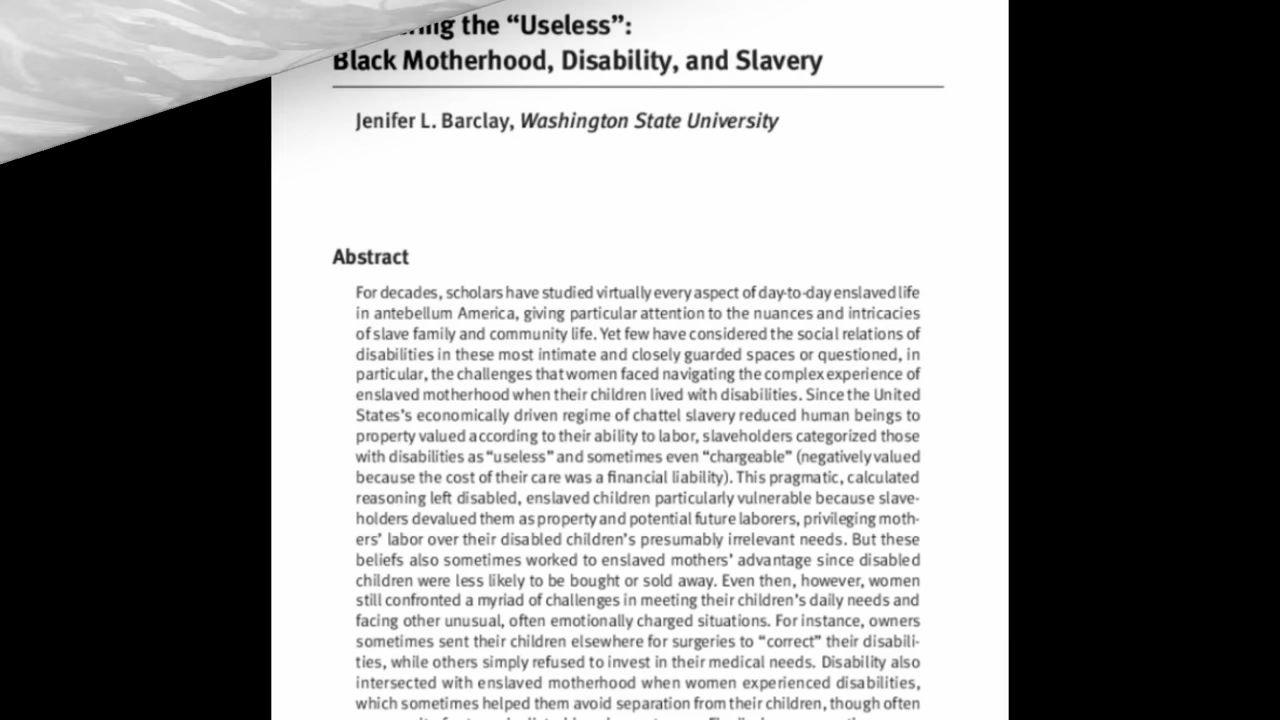 the “Useless”:
Black Motherhood, Disability, and Slavery
Jenifer L. Barclay, Washington State University
Abstract
For decades, scholars have studied virtually every aspect of day-to-day enslaved life
in antebellum America, giving particular attention to the nuances and intricacies
of slave family and community life. Yet few have considered the social relations of
disabilities in these most intimate and closely guarded spaces or questioned, in
particular, the challenges that women faced navigating the complex experience of
enslaved motherhood when their children lived with disabilities. Since the United
States’s economically driven regime of chattel slavery reduced human beings to
property valued according to their ability to labor, slaveholders categorized those
with disabilities as “useless” and sometimes even “chargeable” (negatively valued
because the cost of their care was a financial liability). This pragmatic, calculated
reasoning left disabled, enslaved children particularly vulnerable because slave-
holders devalued them as property and potential future laborers, privileging moth-
ers’ labor over their disabled children’s presumably irrelevant needs. But these
beliefs also sometimes worked to enslaved mothers’ advantage since disabled
children were less likely to be bought or sold away. Even then, however, women
still confronted a myriad of challenges in meeting their children’s daily needs and
facing other unusual, often emotionally charged situations. For instance, owners
sometimes sent their children elsewhere for surgeries to “correct” their disabili-
ties, while others simply refused to invest in their medical needs. Disability also
intersected with enslaved motherhood when women experienced disabilities,
which sometimes helped them avoid separation from their children, though often